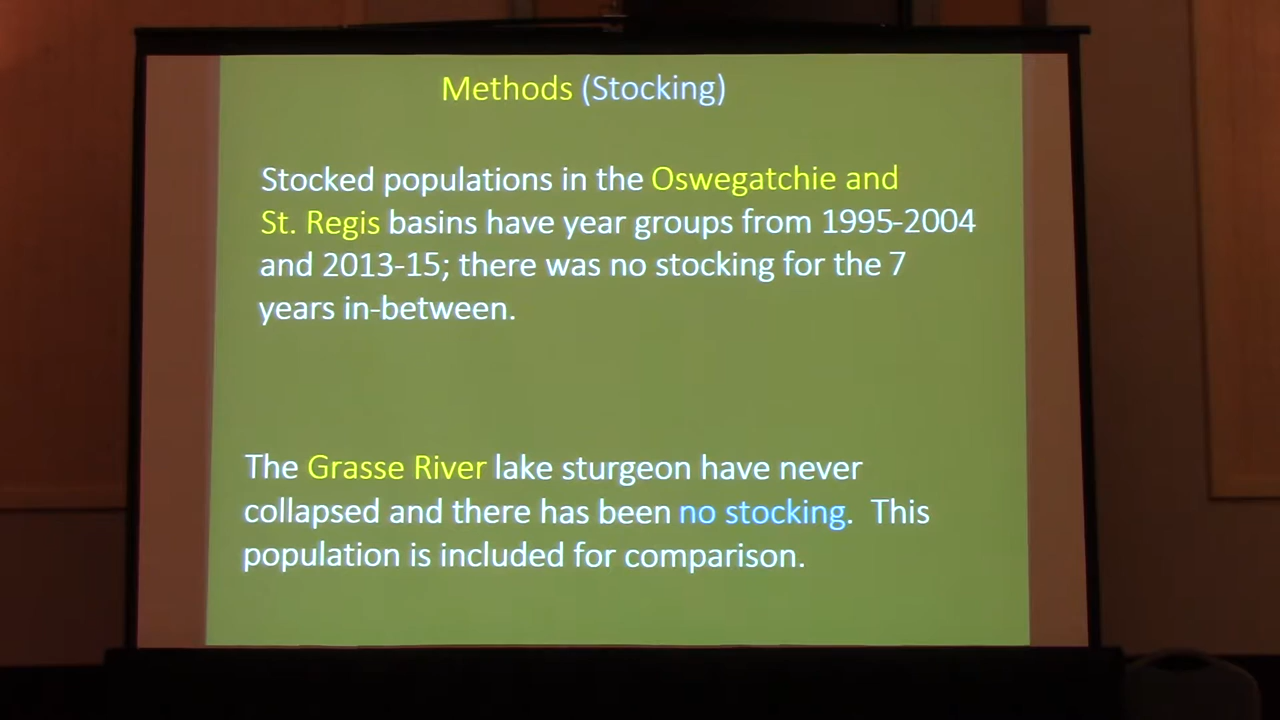 Methods (Stocking)
Stocked populations in the Oswegatchie and
St. Regis basins have year groups from 1995-2004
and 2013-15; there was no stocking for the 7
years in-between.
The Grasse River lake sturgeon have never
collapsed and there has been no stocking.  This
population is included for comparison.